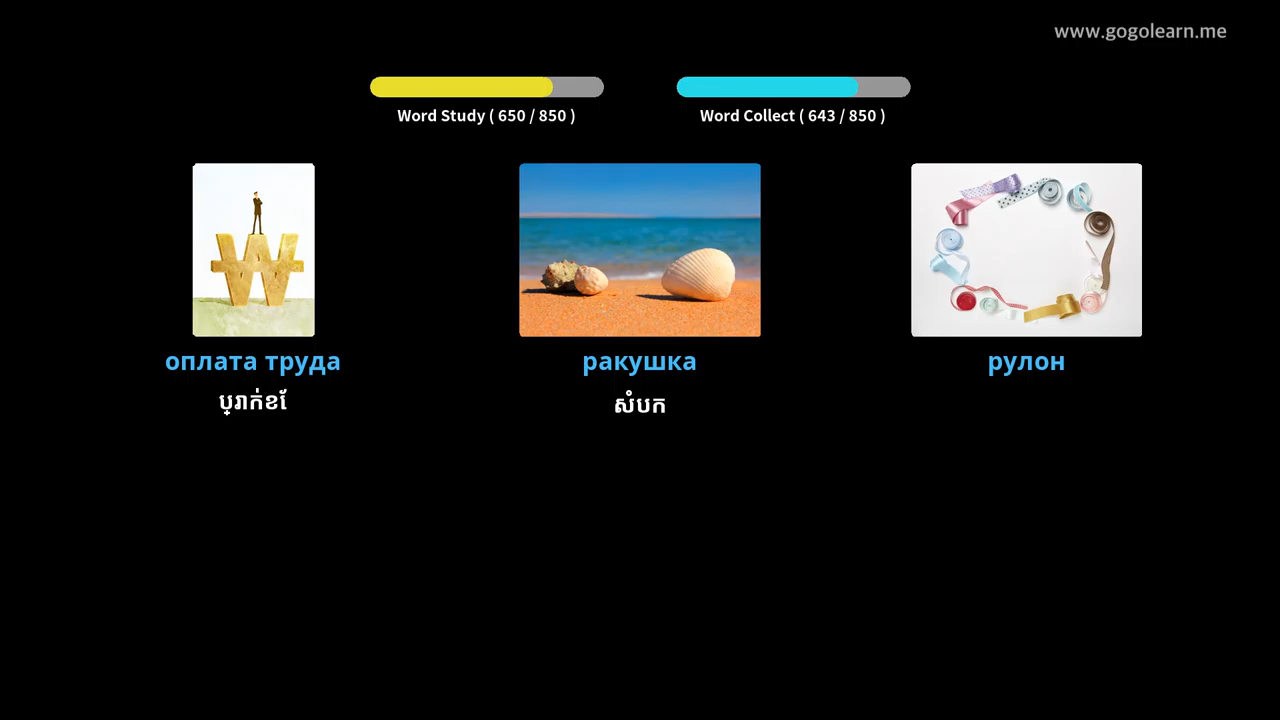 www.gogolearn.me
Word Study ( 650 / 850 )
Word Collect ( 643 / 850 )
оплата труда
ракушка
рулон
ប្រាក់ខែ
សំបក